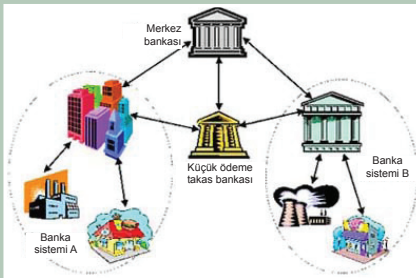 Merkez
bankası
Küçük ödeme
takas bankası
Banka
sistemi B
Banka
sistemi A